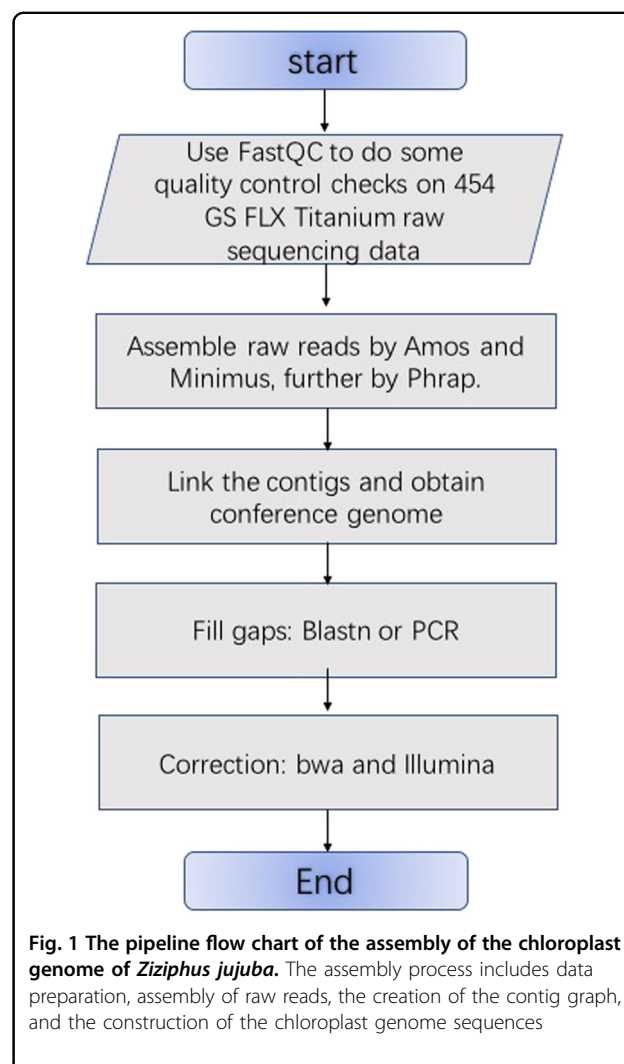 start
Use FastQC to do some
quality control checks on 454
GS FLX Titanium raw
sequencing data
Assemble raw reads by Amos and
Minimus, further by Phrap.
Link the contigs and obtain
conference genome
Fill gaps: Blastn or PCR
Correction: bwa and Illumina
End
Fig. 1 The pipeline flow chart of the assembly of the chloroplast
genome of Ziziphus jujuba. The assembly process includes data
preparation, assembly of raw reads, the creation of the contig graph,
and the construction of the chloroplast genome sequences